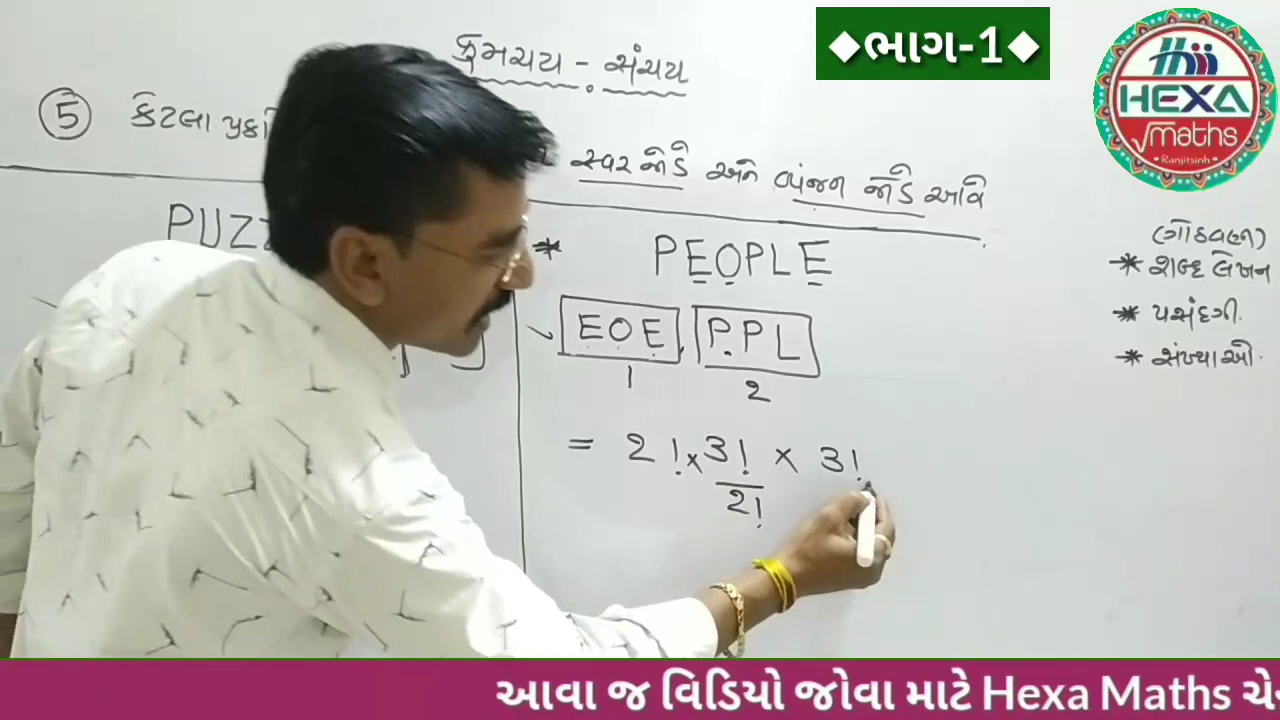 ◆ભાગ-1◆
HEXA
maths
• Ranjitsinh •
ક્રમચય - સંચય
5 કેટલા
સ્વર જોડે અને વ્યંજન જોડે આવે
PUZZ
* PEOPLE
EOE, PPL
1 2
= 2! × 3! × 3!
2!
(ગોઠવણ)
* શબ્દ લેખન
* પસંદગી.
* સંખ્યાઓ.
આવા જ વિડિયો જોવા માટે Hexa Maths